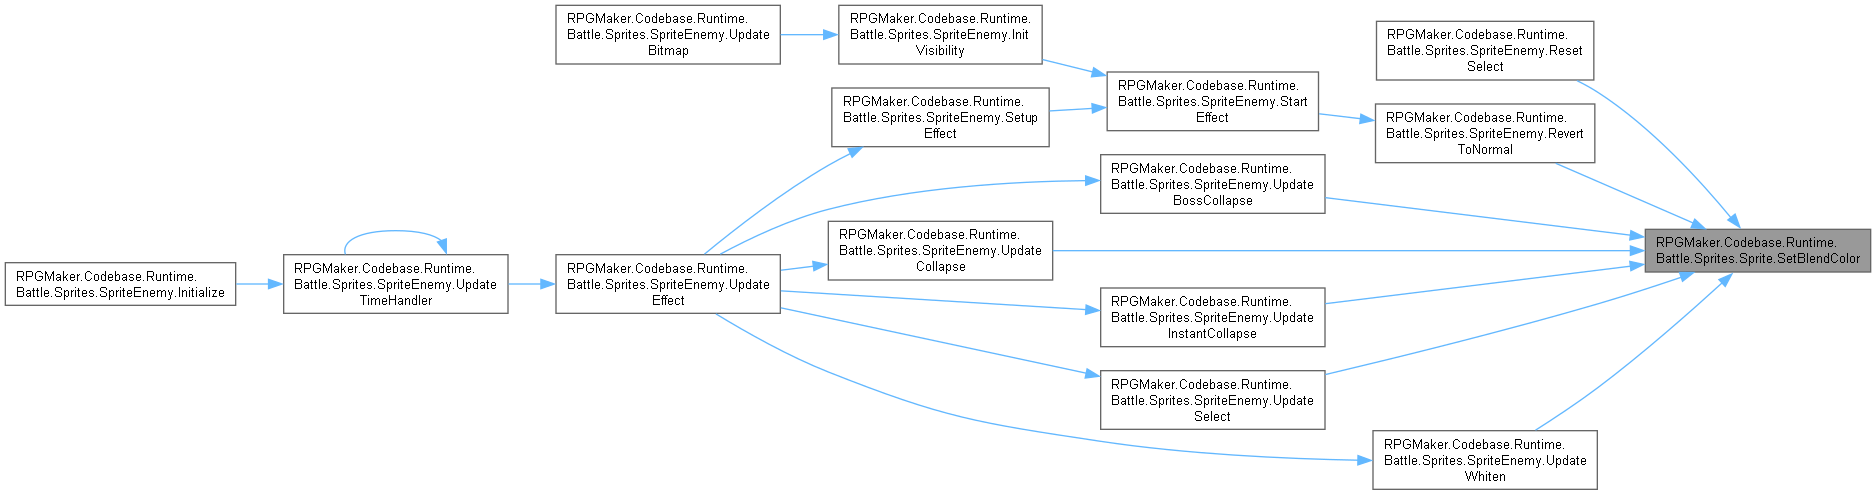 RPGMaker.Codebase.Runtime.
Battle.Sprites.SpriteEnemy.Update
Bitmap
RPGMaker.Codebase.Runtime.
Battle.Sprites.SpriteEnemy.Init
Visibility
RPGMaker.Codebase.Runtime.
Battle.Sprites.SpriteEnemy.Reset
Select
RPGMaker.Codebase.Runtime.
Battle.Sprites.SpriteEnemy.Setup
Effect
RPGMaker.Codebase.Runtime.
Battle.Sprites.SpriteEnemy.Start
Effect
RPGMaker.Codebase.Runtime.
Battle.Sprites.SpriteEnemy.Revert
ToNormal
RPGMaker.Codebase.Runtime.
Battle.Sprites.SpriteEnemy.Update
BossCollapse
RPGMaker.Codebase.Runtime.
Battle.Sprites.SpriteEnemy.Update
Collapse
RPGMaker.Codebase.Runtime.
Battle.Sprites.Sprite.SetBlendColor
RPGMaker.Codebase.Runtime.
Battle.Sprites.SpriteEnemy.Initialize
RPGMaker.Codebase.Runtime.
Battle.Sprites.SpriteEnemy.Update
TimeHandler
RPGMaker.Codebase.Runtime.
Battle.Sprites.SpriteEnemy.Update
Effect
RPGMaker.Codebase.Runtime.
Battle.Sprites.SpriteEnemy.Update
InstantCollapse
RPGMaker.Codebase.Runtime.
Battle.Sprites.SpriteEnemy.Update
Select
RPGMaker.Codebase.Runtime.
Battle.Sprites.SpriteEnemy.Update
Whiten